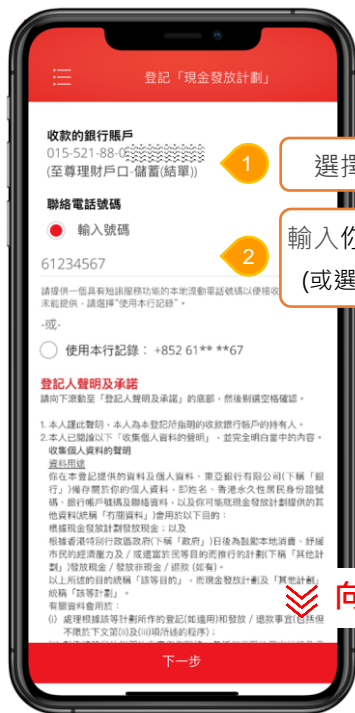 登記「現金發放計劃」
收款的銀行賬戶
015-521-88-0
(至尊理財戶口-儲蓄(結單))
1
選擇
聯絡電話號碼
輸入號碼
2
輸入你
(或選
61234567
請提供一個具有短訊服務功能的本地流動電話號碼以便接收
未能提供，請選擇"使用本行記錄"。
-或-
使用本行記錄： +852 61** **67
登記人聲明及承諾
請向下滾動至「登記人聲明及承諾」的底部，然後剔選空格確認。
1. 本人謹此聲明，本人為本登記所指明的收款銀行賬戶的持有人。
2. 本人已閱讀以下「收集個人資料的聲明」，並完全明白當中的內容。
收集個人資料的聲明
資料用途
你在本登記提供的資料及個人資料、東亞銀行有限公司(下稱「銀
行」)備存關於你的個人資料，即姓名、香港永久性居民身份證號
碼、銀行帳戶號碼及聯絡資料，以及你可能就現金發放計劃提供的其
他資料(統稱「有關資料」)會用於以下目的：
根據現金發放計劃發放現金；以及
根據香港特別行政區政府(下稱「政府」)日後為鼓勵本地消費、紓緩
市民的經濟壓力及／或還富於民等目的而推行的計劃(下稱「其他計
劃」)發放現金／發放非現金／退款 (如有)。
以上所述的目的統稱「該等目的」，而現金發放計劃及「其他計劃」
統稱「該等計劃」。
有關資料會用於：
(i) 處理根據該等計劃所作的登記(如適用)和發放／退款事宜(包括但
不限於下文第(ii)及(iii)項所述的程序)；
向
下一步